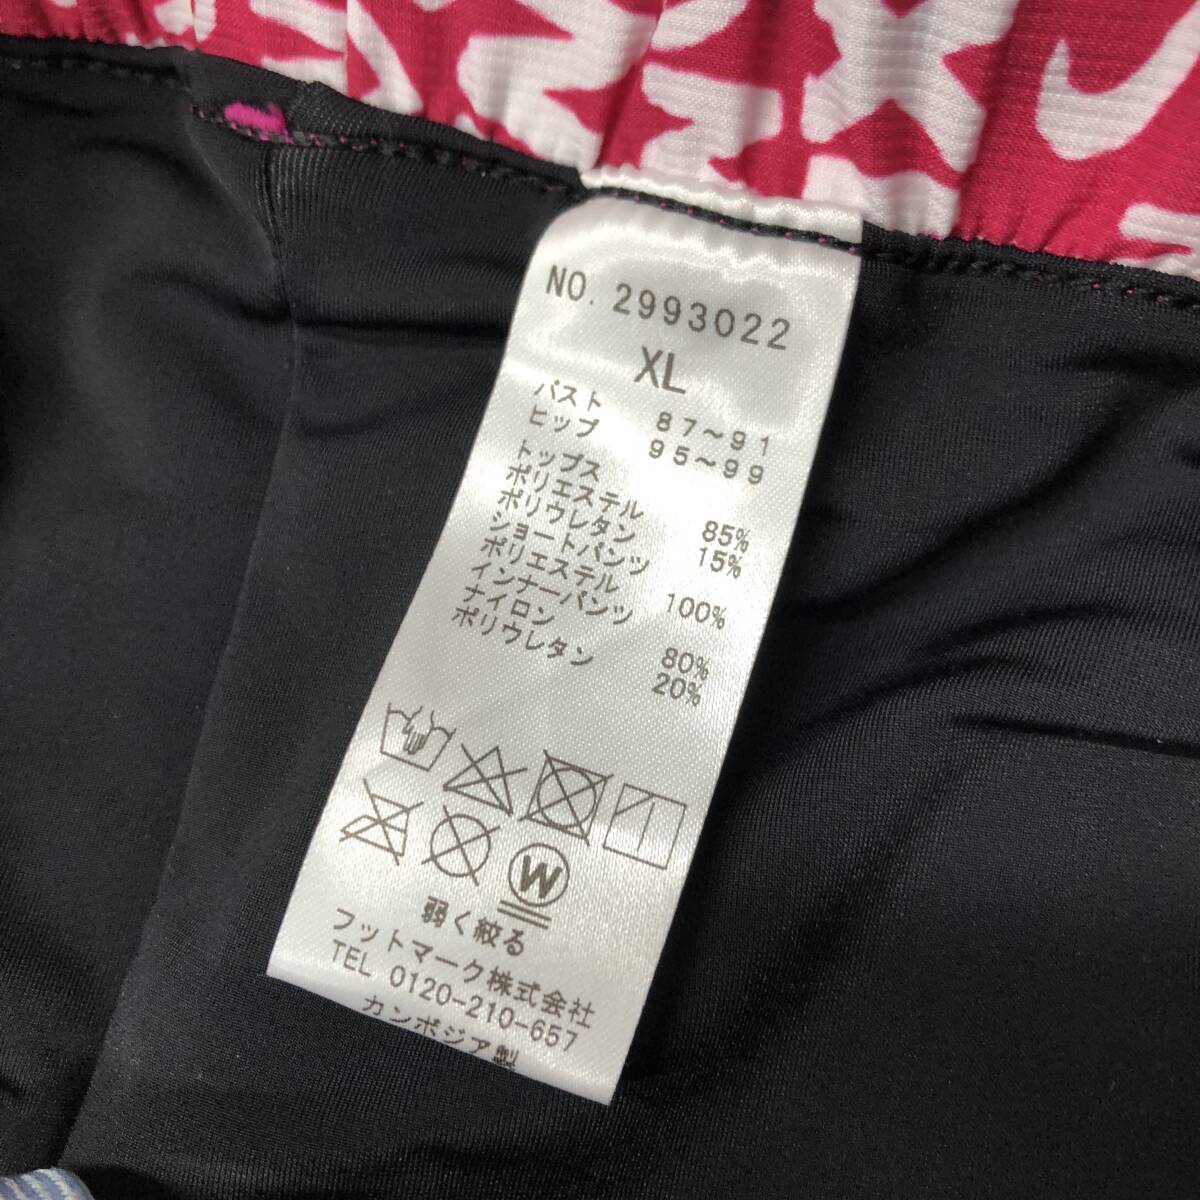 NO. 2993022
XL
バスト 87～91
ヒップ 95～99
トップス
ポリエステル 85%
ポリウレタン 15%
ショートパンツ
ポリエステル 100%
インナーパンツ
ナイロン 80%
ポリウレタン 20%
W
弱く絞る
フットマーク株式会社
TEL 0120-210-657
カンボジア製